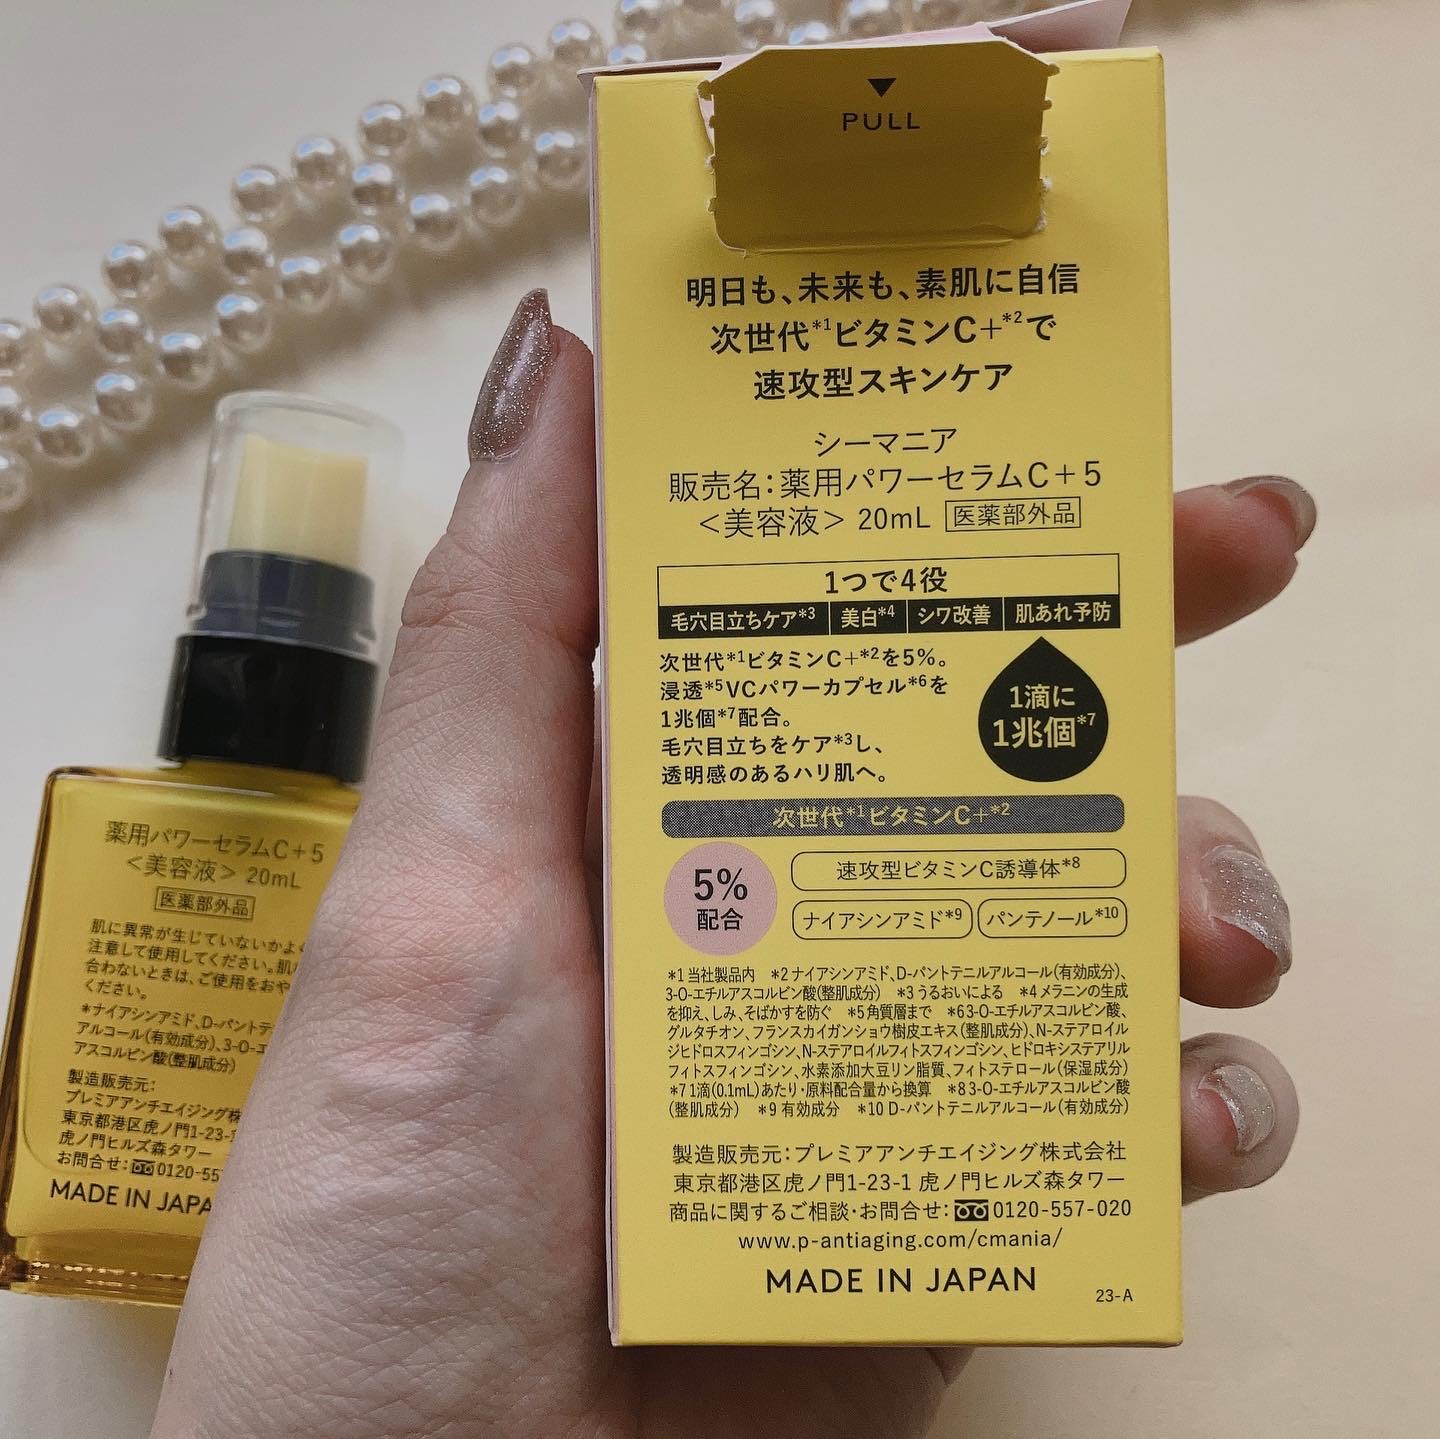 PULL
明日も、未来も、素肌に自信
次世代*1ビタミンC+*2で
速攻型スキンケア
シーマニア
販売名:薬用パワーセラムC+5
<美容液> 20mL 医薬部外品
1つで4役
毛穴目立ちケア*3 美白*4 シワ改善 肌あれ予防
次世代*1ビタミンC+*2を5%。
浸透*5VCパワーカプセル*6を
1兆個*7配合。
毛穴目立ちをケア*3し、
透明感のあるハリ肌へ。
1滴に
1兆個*7
次世代*1ビタミンC+*2
5%
配合
速攻型ビタミンC誘導体*8
ナイアシンアミド*9 パンテノール*10
*1 当社製品内 *2 ナイアシンアミド、D-パントテニルアルコール(有効成分)、
3-O-エチルアスコルビン酸(整肌成分) *3 うるおいによる *4 メラニンの生成
を抑え、しみ、そばかすを防ぐ *5 角質層まで *6 3-O-エチルアスコルビン酸、
グルタチオン、フランスカイガンショウ樹皮エキス(整肌成分)、N-ステアロイル
ジヒドロスフィンゴシン、N-ステアロイルフィトスフィンゴシン、ヒドロキシステアリル
フィトスフィンゴシン、水素添加大豆リン脂質、フィトステロール(保湿成分)
*7 1滴(0.1mL)あたり・原料配合量から換算 *8 3-O-エチルアスコルビン酸
(整肌成分) *9 有効成分 *10 D-パントテニルアルコール(有効成分)
製造販売元:プレミアアンチエイジング株式会社
東京都港区虎ノ門1-23-1 虎ノ門ヒルズ森タワー
商品に関するご相談・お問合せ:0120-557-020
www.p-antiaging.com/cmania/
MADE IN JAPAN
23-A
薬用パワーセラムC+5
<美容液> 20mL
医薬部外品
肌に異常が生じていないかよく
注意して使用してください。肌に
合わないときは、ご使用をおや
ください。
*ナイアシンアミド、D-パントテ
アルコール(有効成分)、3-O-エ
アスコルビン酸(整肌成分)
製造販売元:
プレミアアンチエイジング株
東京都港区虎ノ門1-23-1
虎ノ門ヒルズ森タワー
お問合せ:0120-55
MADE IN JAPA